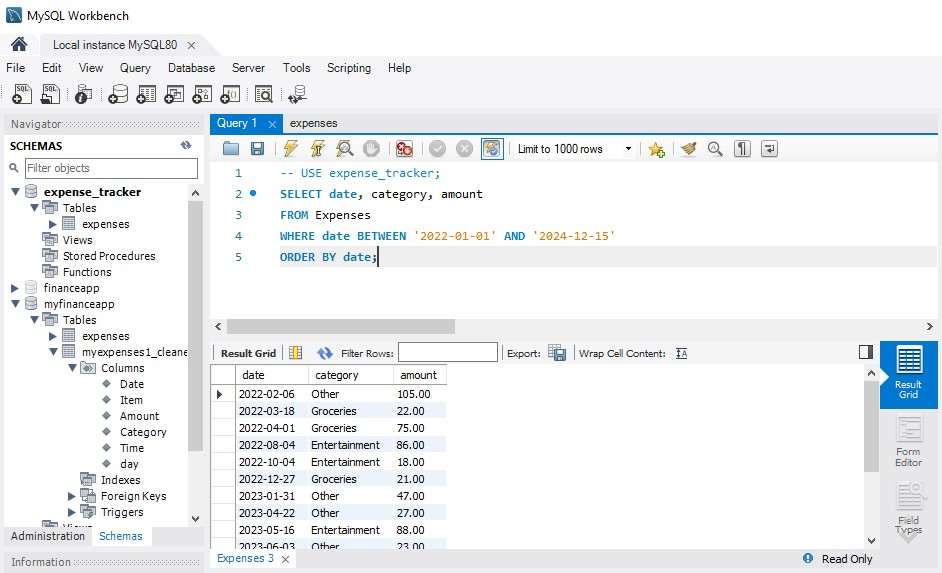 MySQL Workbench
Local instance MySQL80
File Edit View Query Database Server Tools Scripting Help
SQL SQL
Navigator
SCHEMAS
Filter objects
expense_tracker
Tables
expenses
Views
Stored Procedures
Functions
financeapp
myfinanceapp
Tables
expenses
myexpenses1_cleane
Columns
Date
Item
Amount
Category
Time
day
Indexes
Foreign Keys
Triggers
Views
Administration Schemas
Information
Query 1 expenses
Limit to 1000 rows
1 -- USE expense_tracker;
2 SELECT date, category, amount
3 FROM Expenses
4 WHERE date BETWEEN '2022-01-01' AND '2024-12-15'
5 ORDER BY date;
Result Grid Filter Rows: Export: Wrap Cell Content: IA
date category amount
2022-02-06 Other 105.00
2022-03-18 Groceries 22.00
2022-04-01 Groceries 75.00
2022-08-04 Entertainment 86.00
2022-10-04 Entertainment 18.00
2022-12-27 Groceries 21.00
2023-01-31 Other 47.00
2023-04-22 Other 27.00
2023-05-16 Entertainment 88.00
2023-06-03 Other 23.00
Result
Grid
Form
Editor
Field
Types
Expenses 3
Read Only